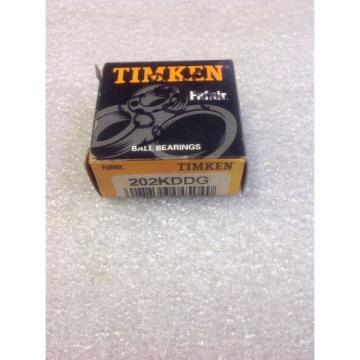 TIMKEN
Fafnir.
BALL BEARINGS
Fafnir. TIMKEN
202KDDG